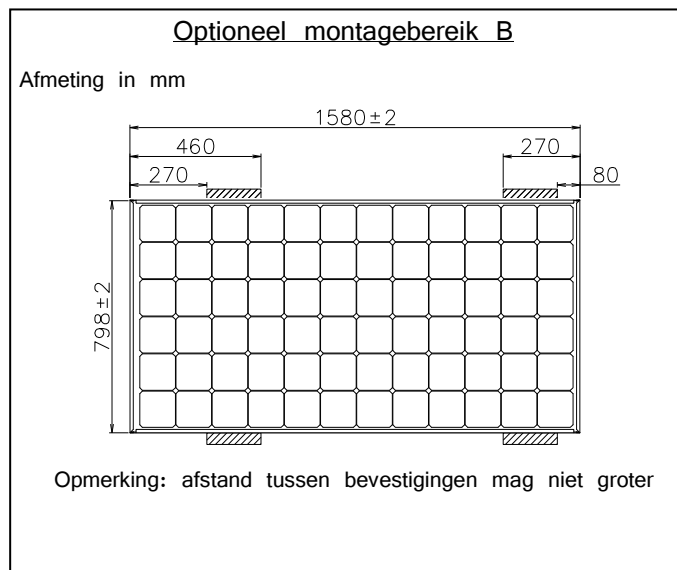 Optioneel montagebereik B
Afmeting in mm
1580±2
460 270
270 80
798±2
Opmerking: afstand tussen bevestigingen mag niet groter